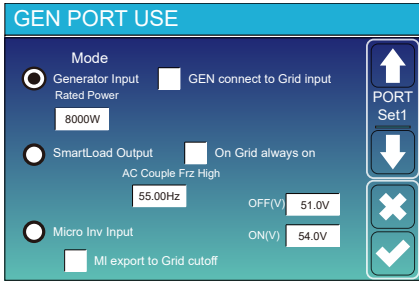 GEN PORT USE
Mode
Generator Input GEN connect to Grid input
Rated Power
8000W
PORT
Set1
SmartLoad Output On Grid always on
AC Couple Frz High
55.00Hz
OFF(V) 51.0V
Micro Inv Input
ON(V) 54.0V
MI export to Grid cutoff